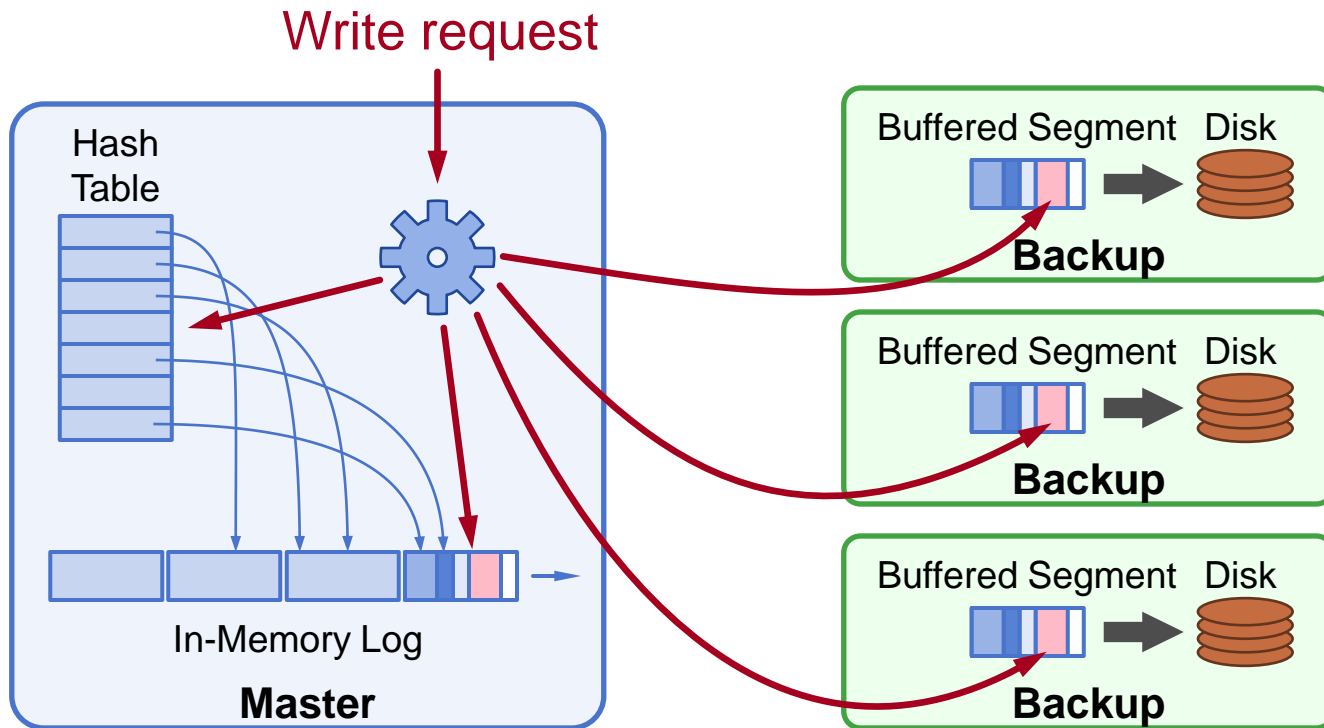 Write request
Hash
Table
In-Memory Log
Master
Buffered Segment Disk
Backup
Buffered Segment Disk
Backup
Buffered Segment Disk
Backup